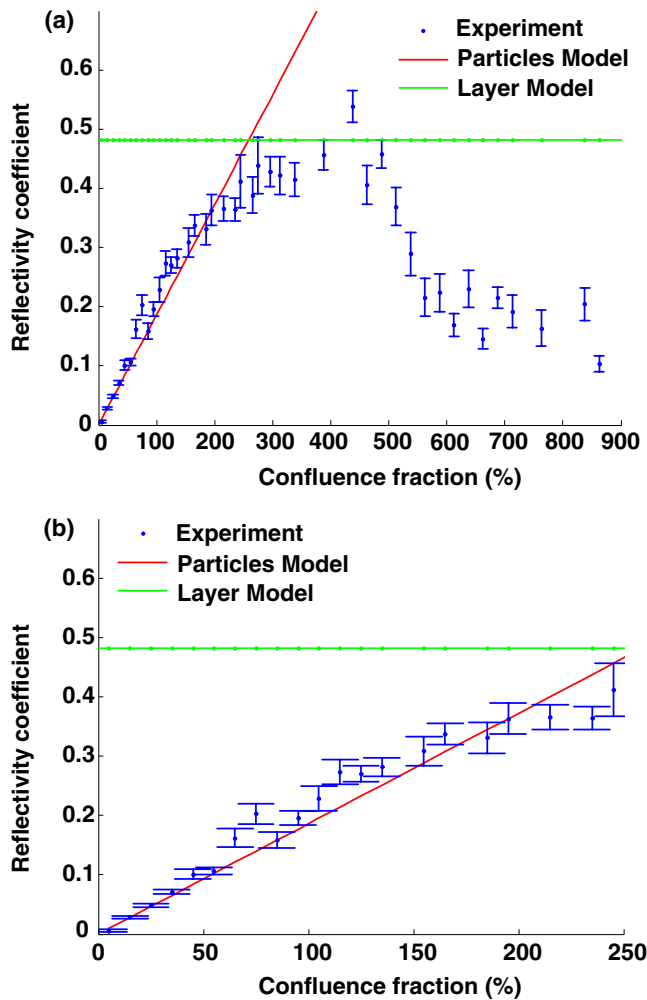 (a)
Experiment
Particles Model
Layer Model
Reflectivity coefficient
0.6
0.5
0.4
0.3
0.2
0.1
0
0 100 200 300 400 500 600 700 800 900
Confluence fraction (%)
(b)
Experiment
Particles Model
Layer Model
Reflectivity coefficient
0.6
0.5
0.4
0.3
0.2
0.1
0
0 50 100 150 200 250
Confluence fraction (%)